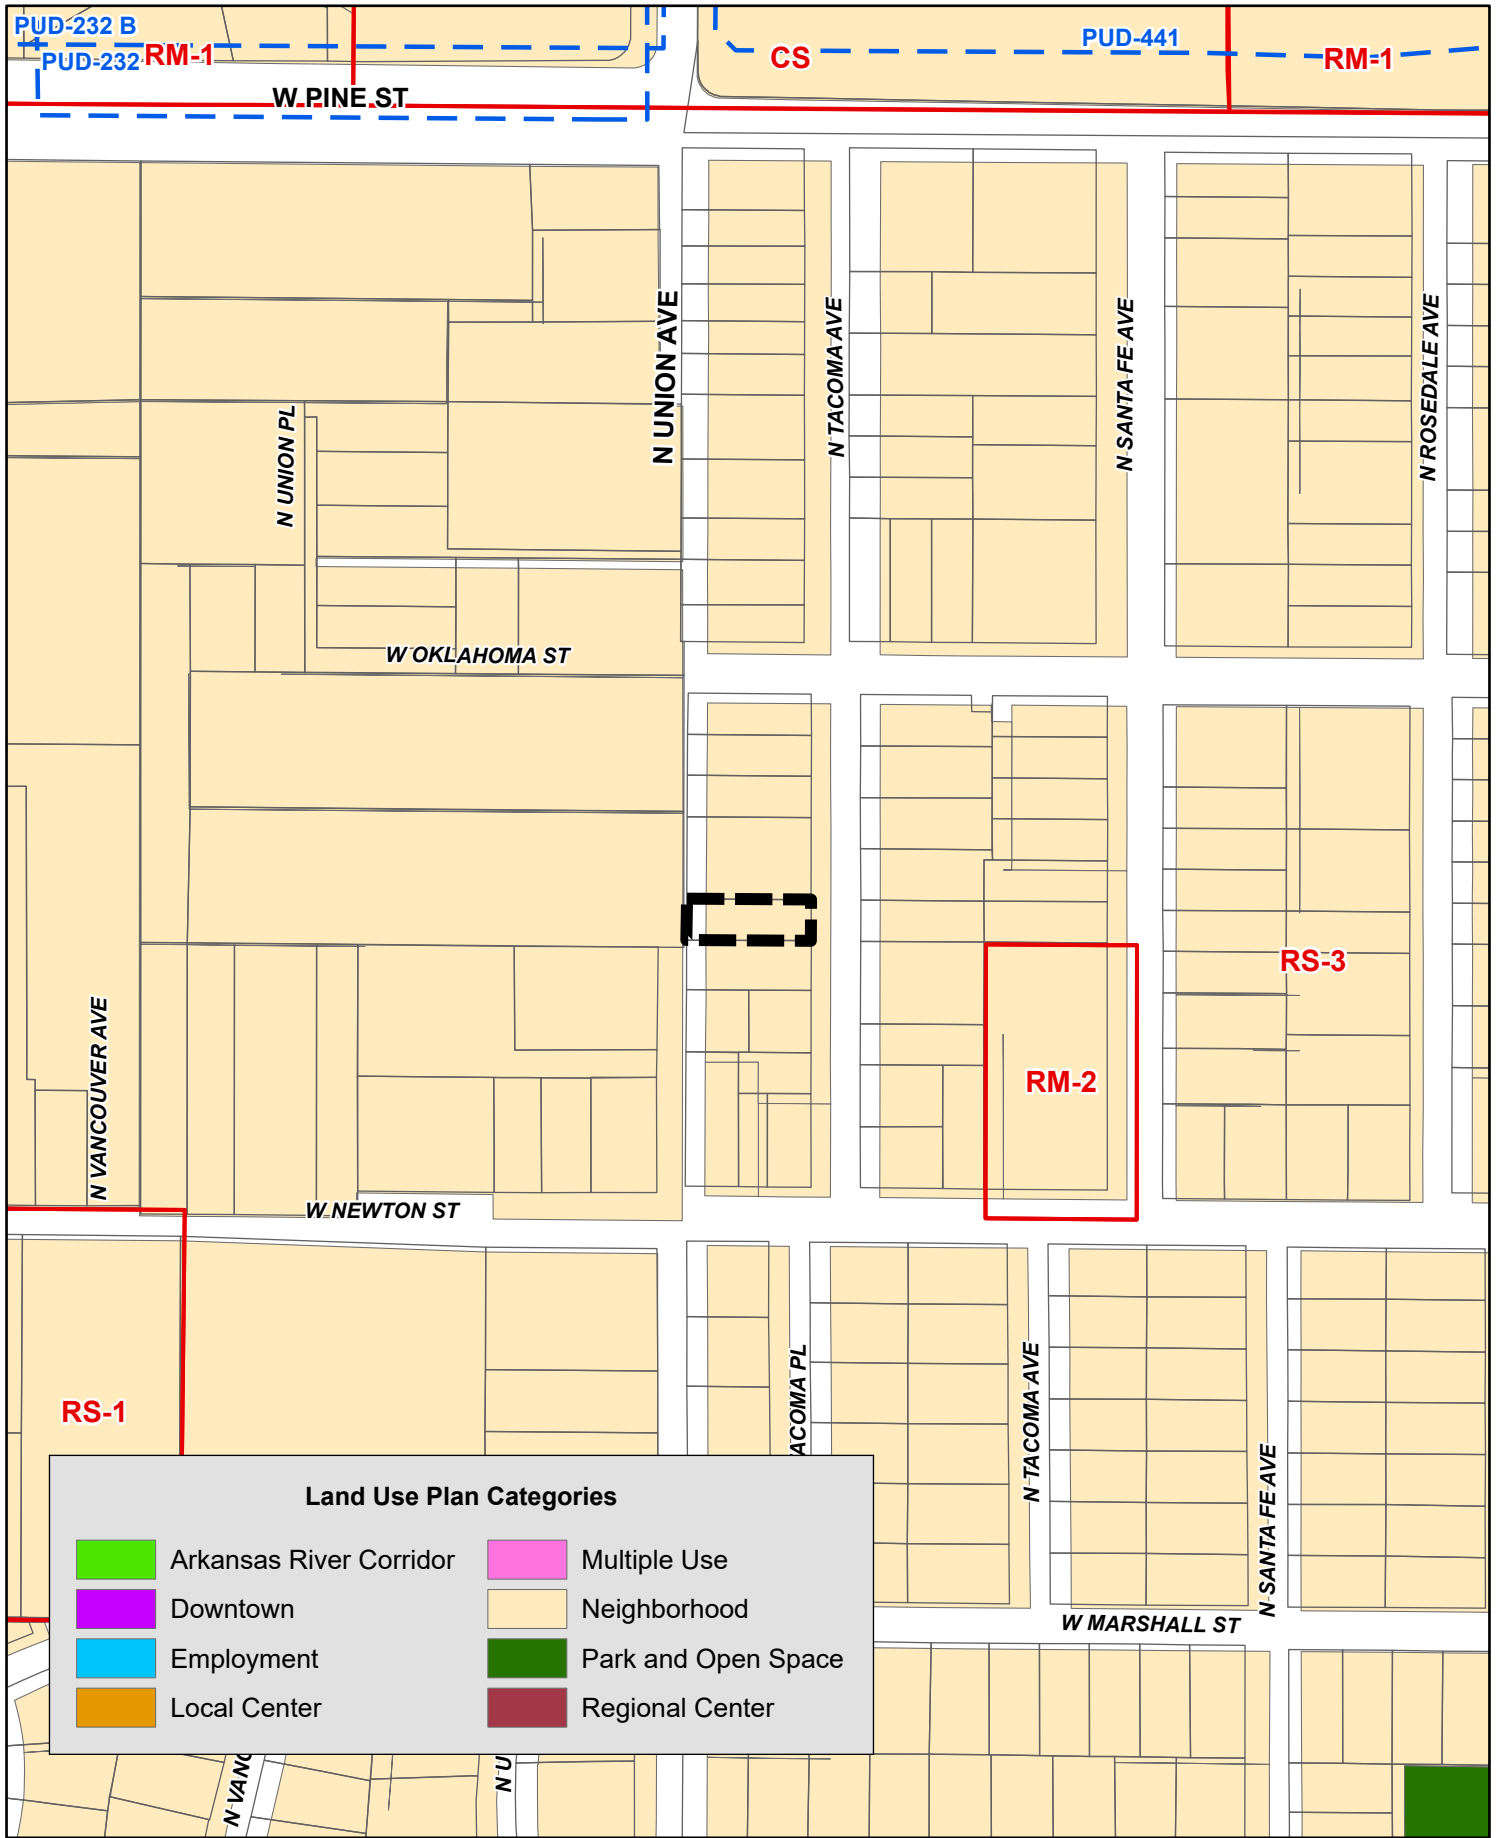 PUD-232 B
RM-1
PUD-232
CS
PUD-441
RM-1
W PINE ST
N UNION AVE
N TACOMA AVE
N SANTA FE AVE
N ROSEDALE AVE
N UNION PL
W OKLAHOMA ST
RS-3
RM-2
N VANCOUVER AVE
W NEWTON ST
RS-1
ACOMA PL
N TACOMA AVE
N SANTA FE AVE
W MARSHALL ST
Land Use Plan Categories
Arkansas River Corridor
Downtown
Employment
Local Center
Multiple Use
Neighborhood
Park and Open Space
Regional Center
N VANC
N U